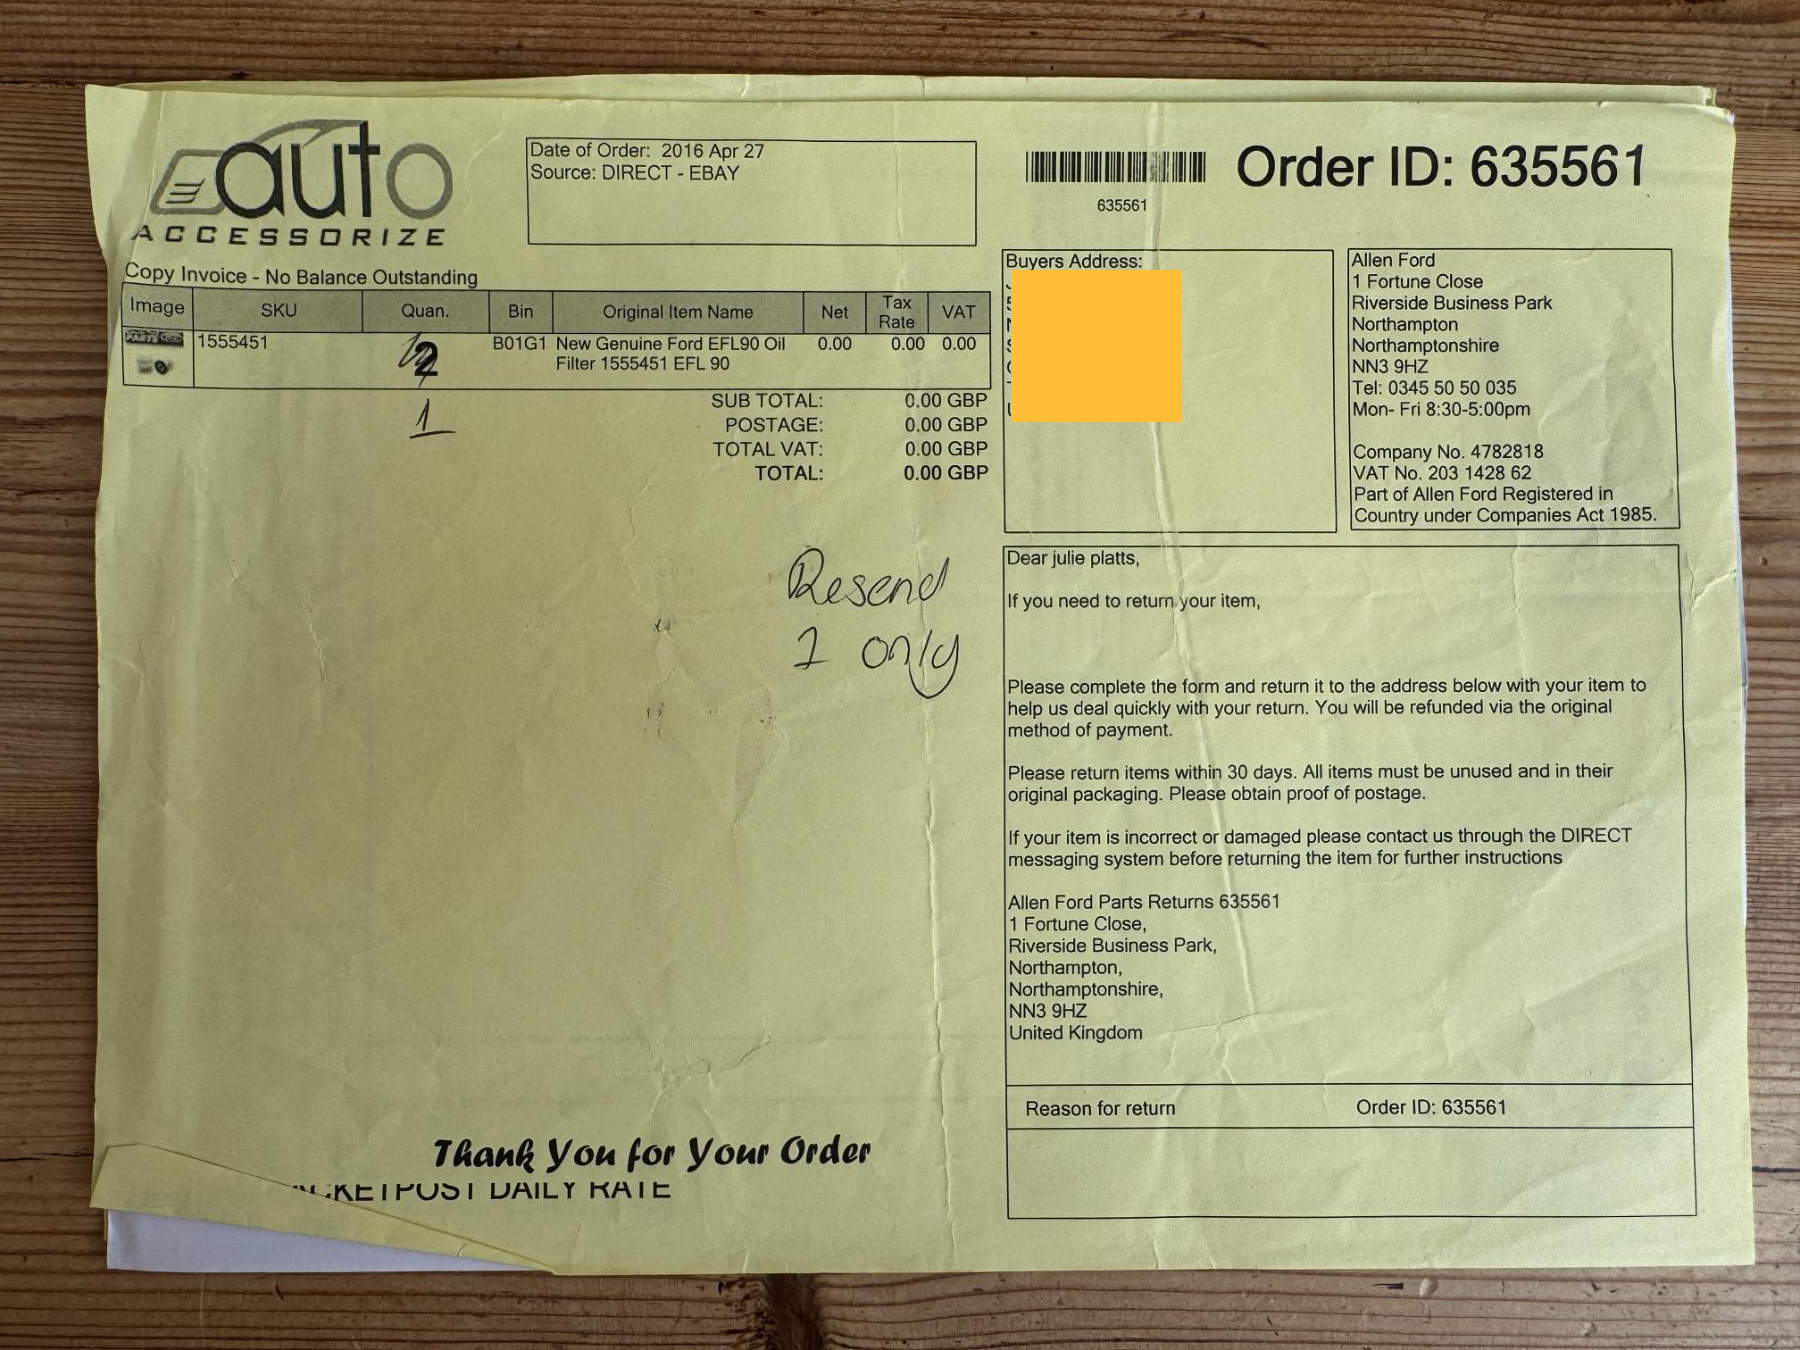 auto
ACCESSORIZE
Date of Order: 2016 Apr 27
Source: DIRECT - EBAY
635561
Order ID: 635561
Copy Invoice - No Balance Outstanding
Image SKU Quan. Bin Original Item Name Net Tax Rate VAT
1555451 2 B01G1 New Genuine Ford EFL90 Oil 0.00 0.00 0.00
Filter 1555451 EFL 90
1
SUB TOTAL: 0.00 GBP
POSTAGE: 0.00 GBP
TOTAL VAT: 0.00 GBP
TOTAL: 0.00 GBP
Resend
1 only
Buyers Address:
Allen Ford
1 Fortune Close
Riverside Business Park
Northampton
Northamptonshire
NN3 9HZ
Tel: 0345 50 50 035
Mon- Fri 8:30-5:00pm
Company No. 4782818
VAT No. 203 1428 62
Part of Allen Ford Registered in
Country under Companies Act 1985.
Dear julie platts,
If you need to return your item,
Please complete the form and return it to the address below with your item to
help us deal quickly with your return. You will be refunded via the original
method of payment.
Please return items within 30 days. All items must be unused and in their
original packaging. Please obtain proof of postage.
If your item is incorrect or damaged please contact us through the DIRECT
messaging system before returning the item for further instructions
Allen Ford Parts Returns 635561
1 Fortune Close,
Riverside Business Park,
Northampton,
Northamptonshire,
NN3 9HZ
United Kingdom
Reason for return Order ID: 635561
Thank You for Your Order
DAILY RATE